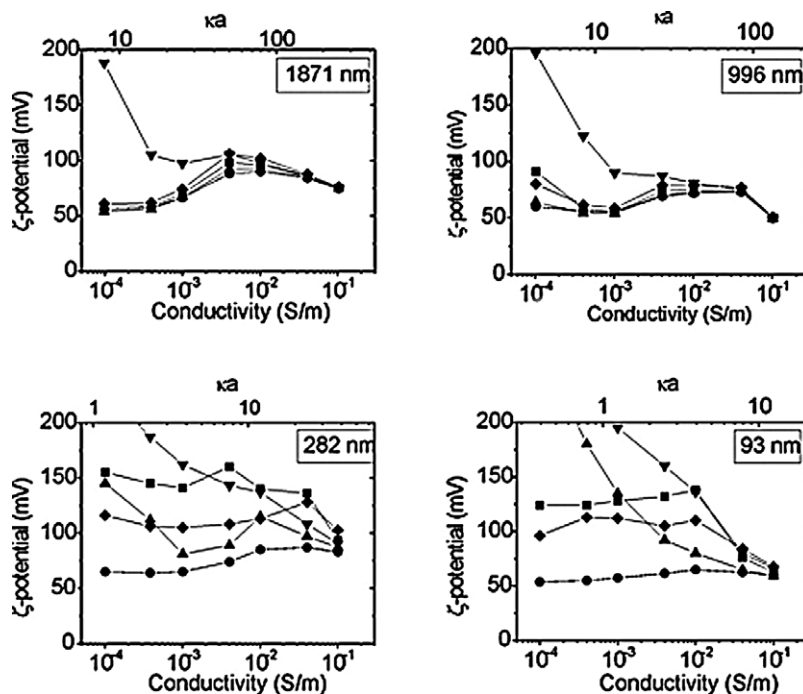 κa
10 100
200
1871 nm
150
100
50
0
ζ-potential (mV)
10⁻⁴ 10⁻³ 10⁻² 10⁻¹
Conductivity (S/m)
κa
10 100
200
996 nm
150
100
50
0
ζ-potential (mV)
10⁻⁴ 10⁻³ 10⁻² 10⁻¹
Conductivity (S/m)
κa
1 10
200
282 nm
150
100
50
0
ζ-potential (mV)
10⁻⁴ 10⁻³ 10⁻² 10⁻¹
Conductivity (S/m)
κa
1 10
200
93 nm
150
100
50
0
ζ-potential (mV)
10⁻⁴ 10⁻³ 10⁻² 10⁻¹
Conductivity (S/m)